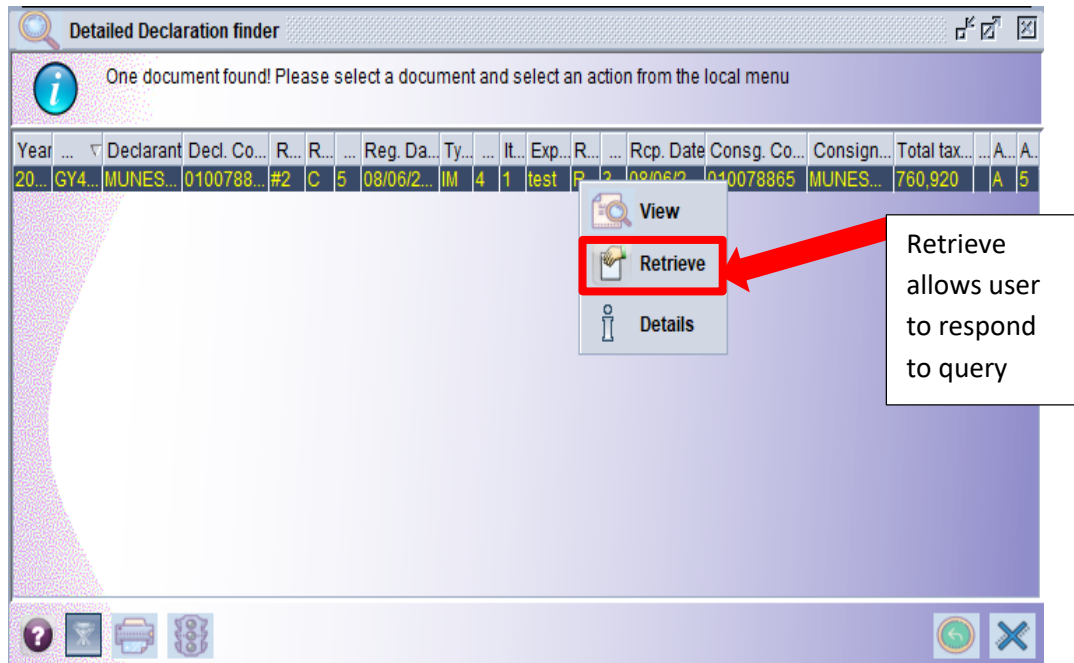 Detailed Declaration finder
One document found! Please select a document and select an action from the local menu
Year ... Declarant Decl. Co... R... R... ... Reg. Da... Ty... ... It... Exp... R... ... Rcp. Date Consg. Co... Consign... Total tax... ... A... A..
20... GY4... MUNES... 0100788... #2 C 5 08/06/2... IM 4 1 test R 3 08/06/2... 010078865 MUNES... 760,920 A 5
View
Retrieve
Details
Retrieve
allows user
to respond
to query